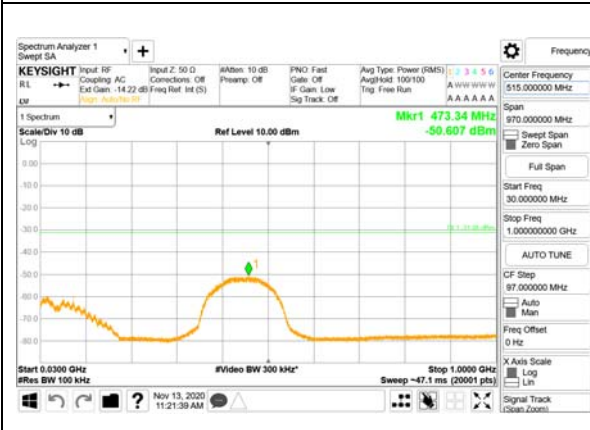 Spectrum Analyzer 1
Swept SA
Frequency
KEYSIGHT
RL
Input: RF
Coupling: AC
Ext Gain: -14.22 dB
Align: Auto/No RF
Input Z: 50 Ω
Corrections: Off
Freq Ref: Int (S)
#Atten: 10 dB
Preamp: Off
PNO: Fast
Gate: Off
IF Gain: Low
Sig Track: Off
Avg Type: Power (RMS)
Avg|Hold: 100/100
Trig: Free Run
1 2 3 4 5 6
A W W W W W
A A A A A A
1 Spectrum
Scale/Div 10 dB
Log
Ref Level 10.00 dBm
Mkr1 473.34 MHz
-50.607 dBm
0.00
-10.0
-20.0
-30.0
-40.0
-50.0
-60.0
-70.0
-80.0
1
Start 0.0300 GHz
#Res BW 100 kHz
#Video BW 300 kHz*
Stop 1.0000 GHz
Sweep ~47.1 ms (20001 pts)
Nov 13, 2020
11:21:39 AM
Center Frequency
515.000000 MHz
Span
970.000000 MHz
Swept Span
Zero Span
Full Span
Start Freq
30.000000 MHz
Stop Freq
1.000000000 GHz
AUTO TUNE
CF Step
97.000000 MHz
Auto
Man
Freq Offset
0 Hz
X Axis Scale
Log
Lin
Signal Track
(Span Zoom)